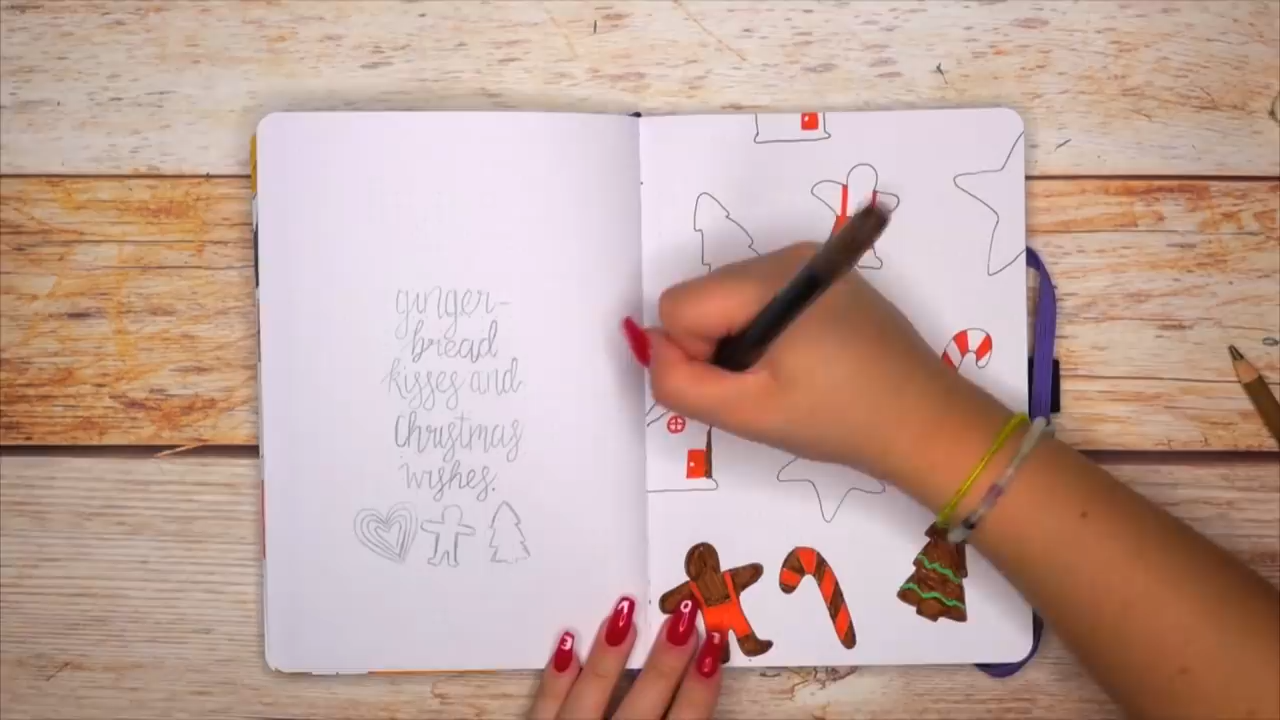 ginger-
bread
kisses and
Christmas
wishes.